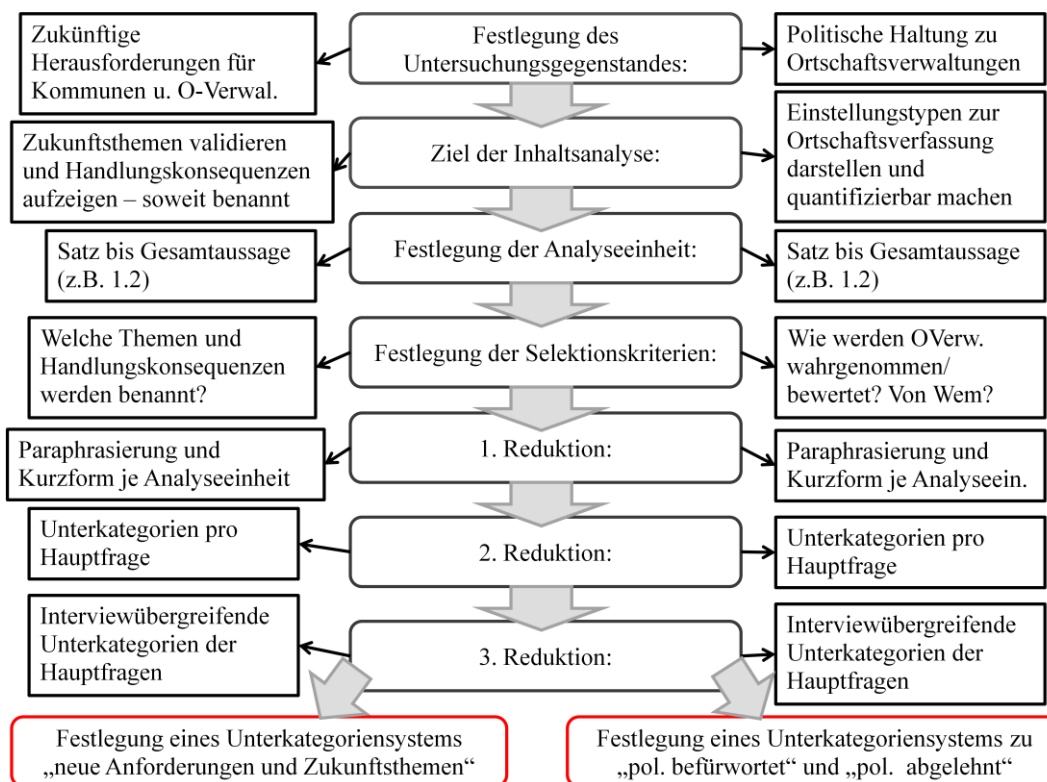 Zukünftige
Herausforderungen für
Kommunen u. O-Verwal.
Festlegung des
Untersuchungsgegenstandes:
Politische Haltung zu
Ortschaftsverwaltungen
Zukunftsthemen validieren
und Handlungskonsequenzen
aufzeigen – soweit benannt
Ziel der Inhaltsanalyse:
Einstellungstypen zur
Ortschaftsverfassung
darstellen und
quantifizierbar machen
Satz bis Gesamtaussage
(z.B. 1.2)
Festlegung der Analyseeinheit:
Satz bis Gesamtaussage
(z.B. 1.2)
Welche Themen und
Handlungskonsequenzen
werden benannt?
Festlegung der Selektionskriterien:
Wie werden OVerw.
wahrgenommen/
bewertet? Von Wem?
Paraphrasierung und
Kurzform je Analyseeinheit
1. Reduktion:
Paraphrasierung und
Kurzform je Analyseein.
Unterkategorien pro
Hauptfrage
2. Reduktion:
Unterkategorien pro
Hauptfrage
Interviewübergreifende
Unterkategorien der
Hauptfragen
3. Reduktion:
Interviewübergreifende
Unterkategorien der
Hauptfragen
Festlegung eines Unterkategoriensystems
„neue Anforderungen und Zukunftsthemen“
Festlegung eines Unterkategoriensystems zu
„pol. befürwortet“ und „pol. abgelehnt“